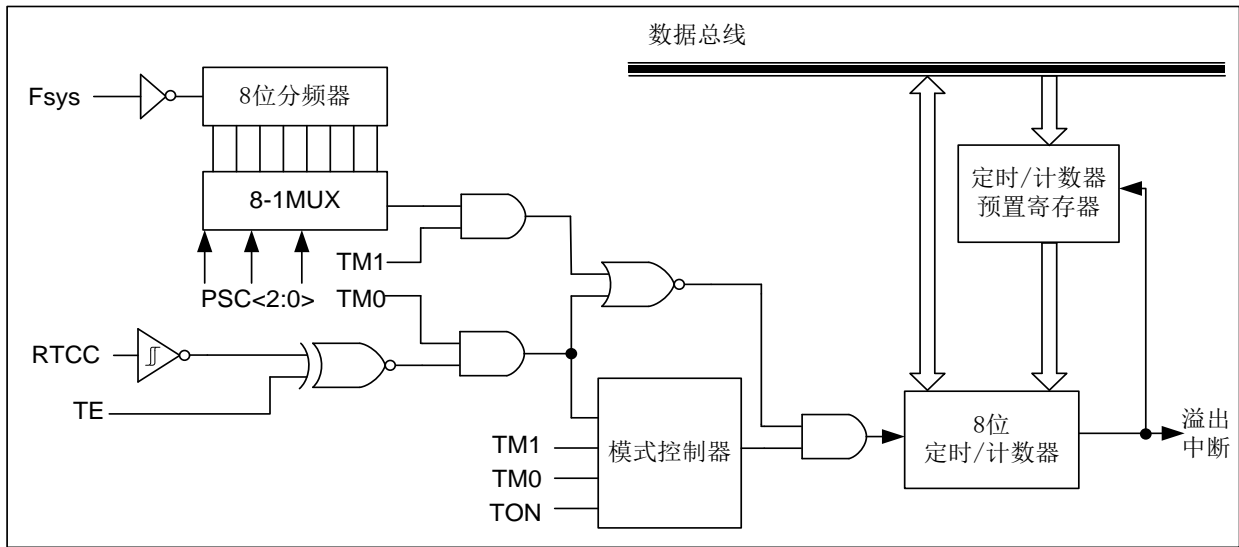 数据总线
Fsys
8位分频器
8-1MUX
定时/计数器
预置寄存器
TM1
PSC<2:0>
TM0
RTCC
TE
TM1
TM0
TON
模式控制器
8位
定时/计数器
溢出
中断